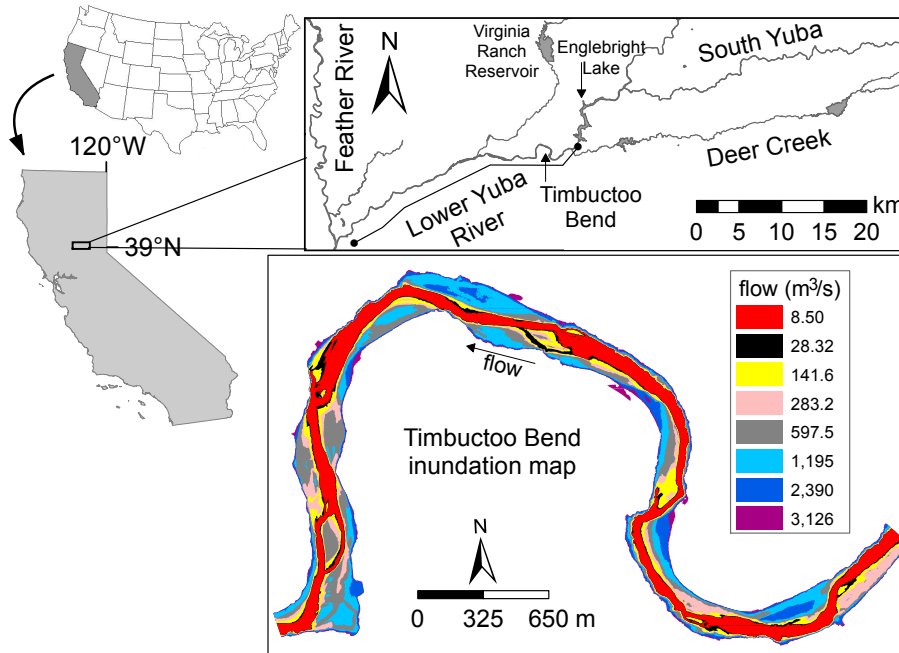 120°W
39°N
Feather River
N
Virginia
Ranch
Reservoir
Englebright
Lake
South Yuba
Deer Creek
Timbuctoo
Bend
Lower Yuba
River
km
0 5 10 15 20
flow (m³/s)
8.50
28.32
141.6
283.2
597.5
1,195
2,390
3,126
flow
Timbuctoo Bend
inundation map
N
0 325 650 m